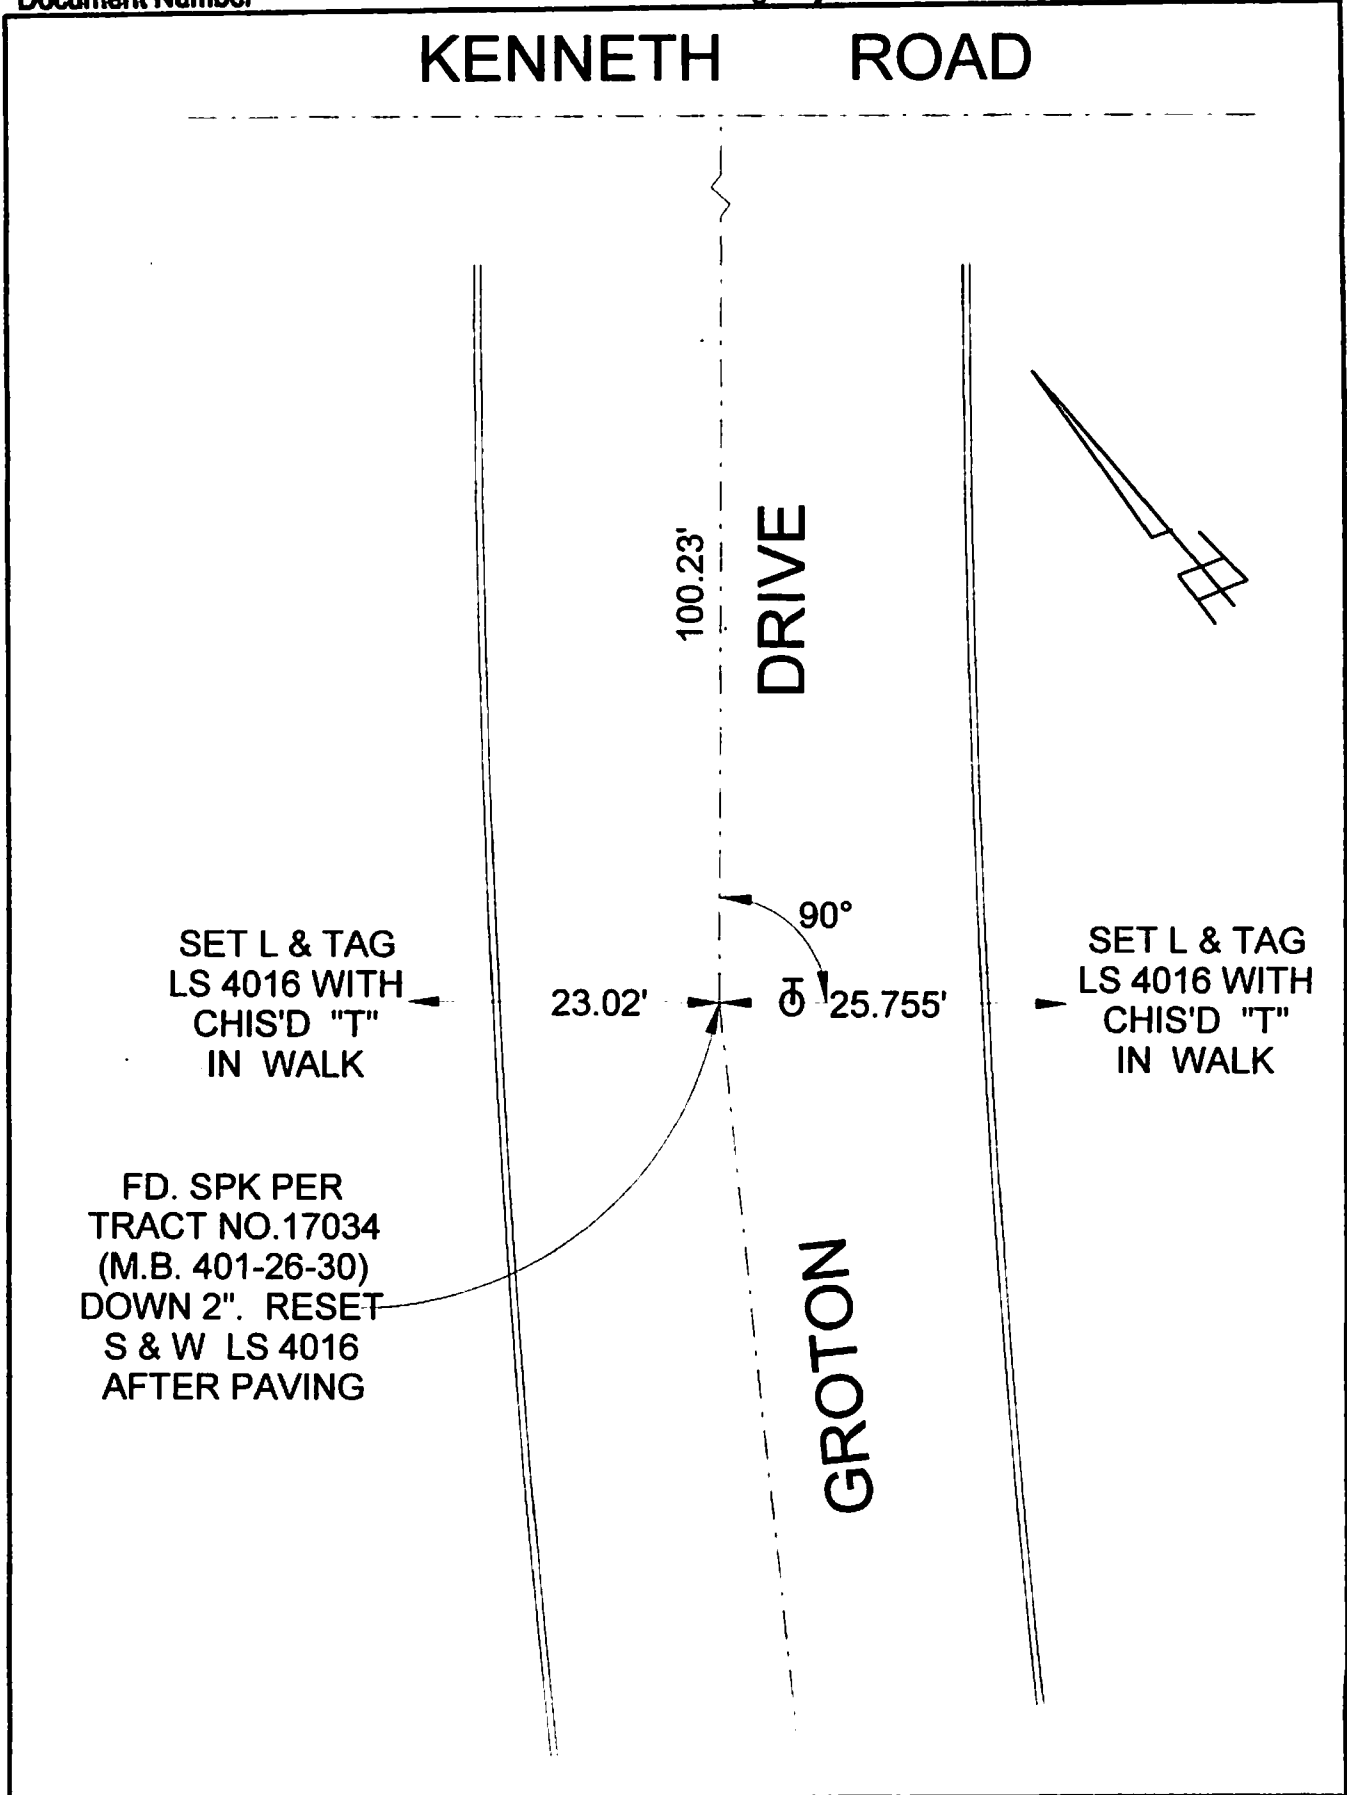 Document Number
KENNETH ROAD
100.23'
DRIVE
90°
SET L & TAG
LS 4016 WITH
CHIS'D "T"
IN WALK
23.02'
25.755'
SET L & TAG
LS 4016 WITH
CHIS'D "T"
IN WALK
FD. SPK PER
TRACT NO.17034
(M.B. 401-26-30)
DOWN 2". RESET
S & W LS 4016
AFTER PAVING
GROTON